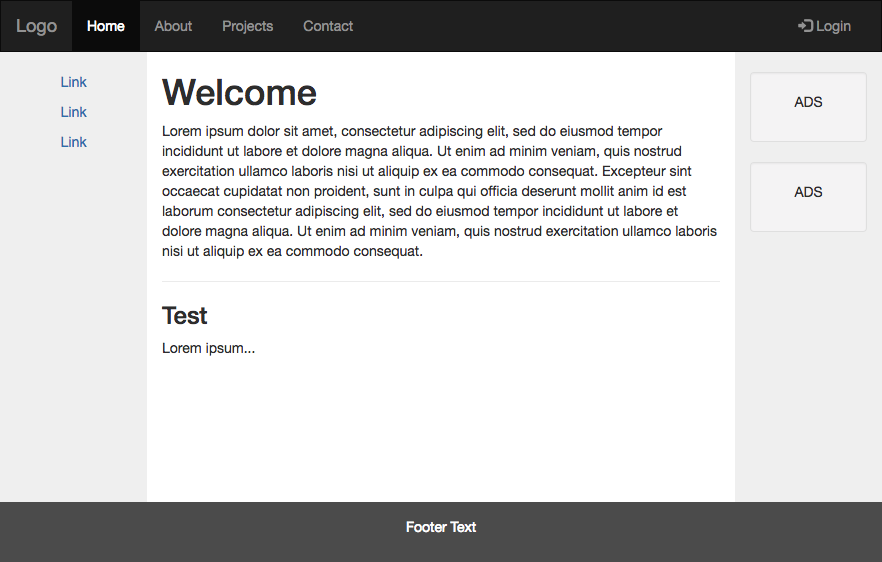 Logo Home About Projects Contact Login
Link
Link
Link
Welcome
Lorem ipsum dolor sit amet, consectetur adipiscing elit, sed do eiusmod tempor
incididunt ut labore et dolore magna aliqua. Ut enim ad minim veniam, quis nostrud
exercitation ullamco laboris nisi ut aliquip ex ea commodo consequat. Excepteur sint
occaecat cupidatat non proident, sunt in culpa qui officia deserunt mollit anim id est
laborum consectetur adipiscing elit, sed do eiusmod tempor incididunt ut labore et
dolore magna aliqua. Ut enim ad minim veniam, quis nostrud exercitation ullamco laboris
nisi ut aliquip ex ea commodo consequat.
Test
Lorem ipsum...
ADS
ADS
Footer Text